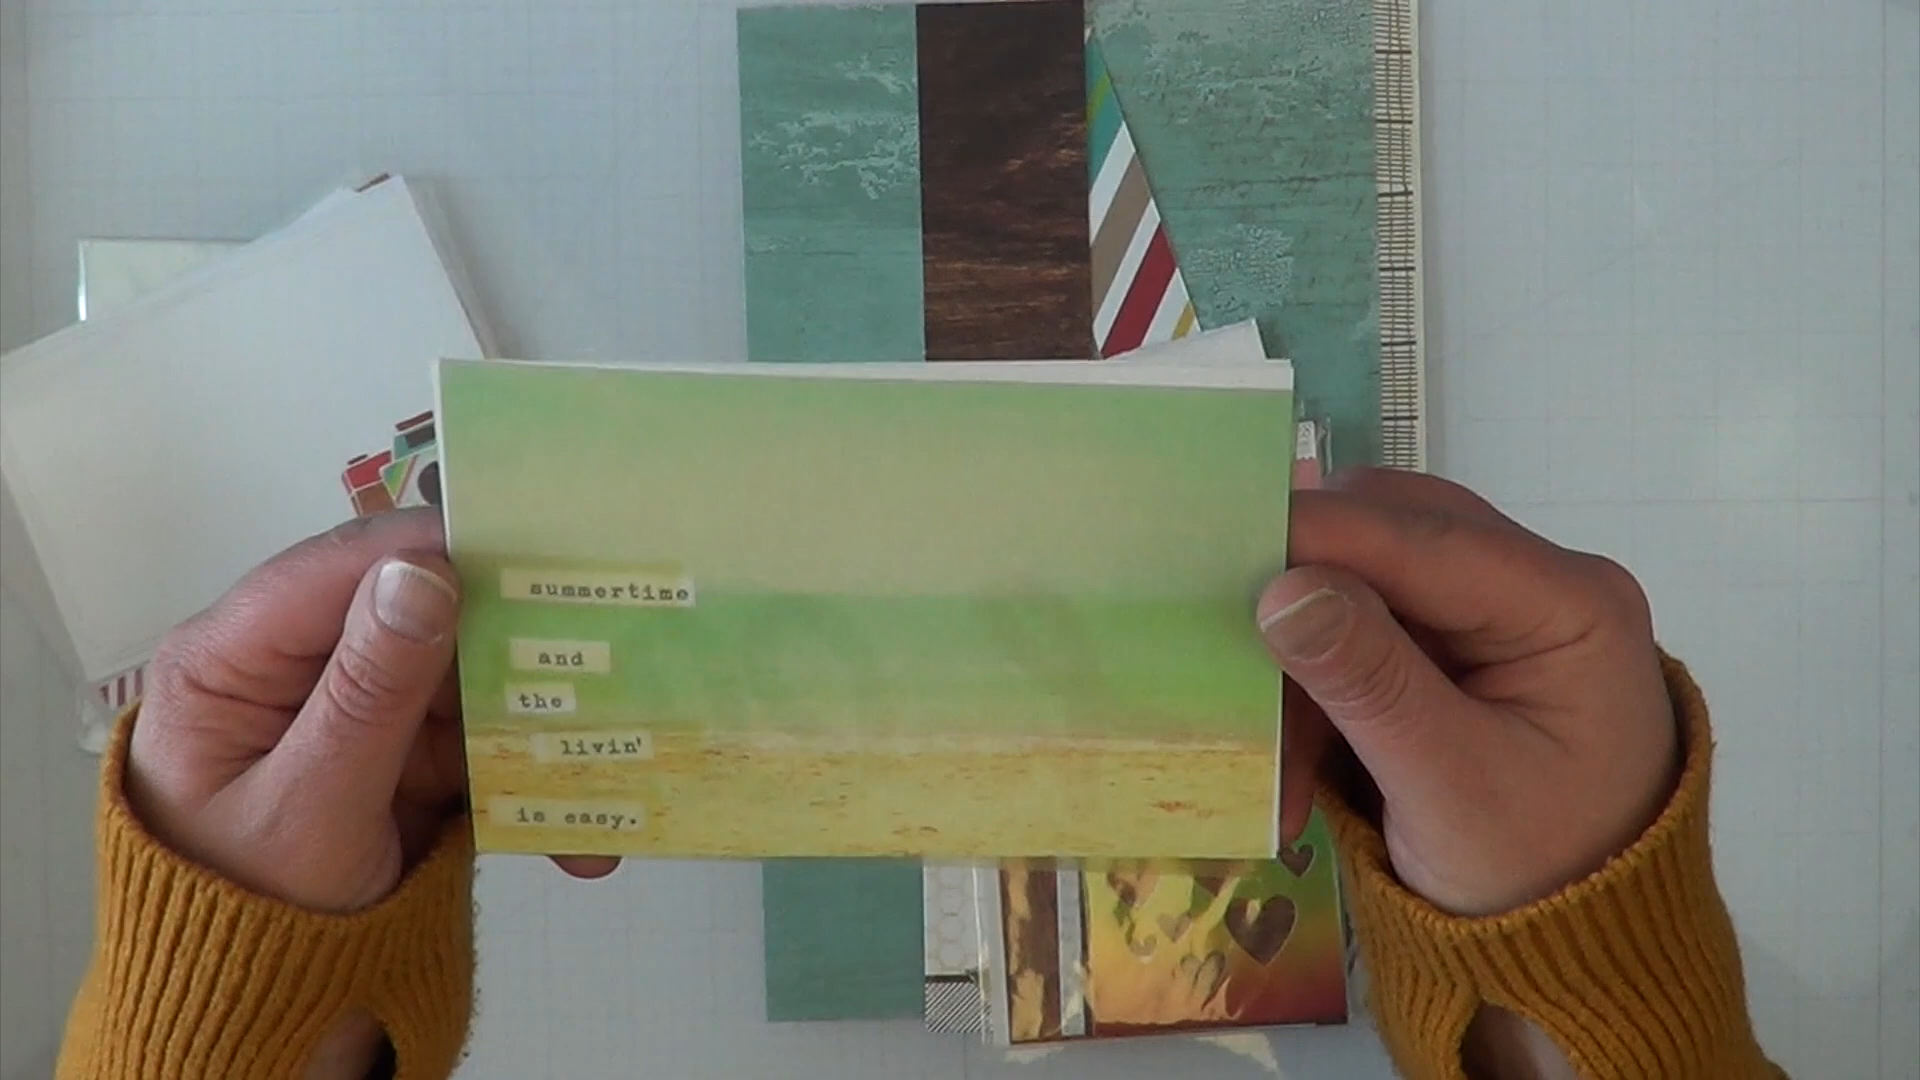 summertime
and
the
livin'
is easy.